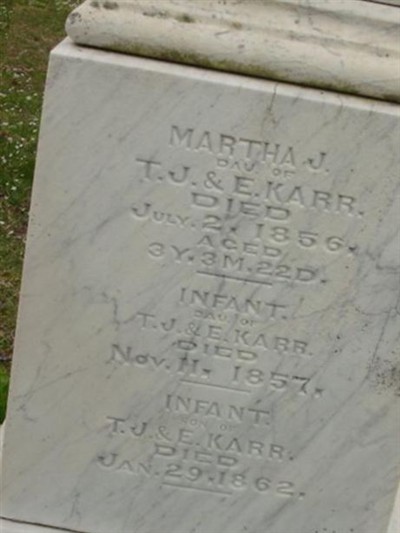 MARTHA J.
DAU. OF
T. J. & E. KARR.
DIED
JULY. 2. 1856.
AGED
3Y. 3M. 22D.
INFANT.
DAU. OF
T. J. & E. KARR.
DIED
NOV. 11. 1857.
INFANT.
SON OF
T. J. & E. KARR.
DIED
JAN. 29. 1862.